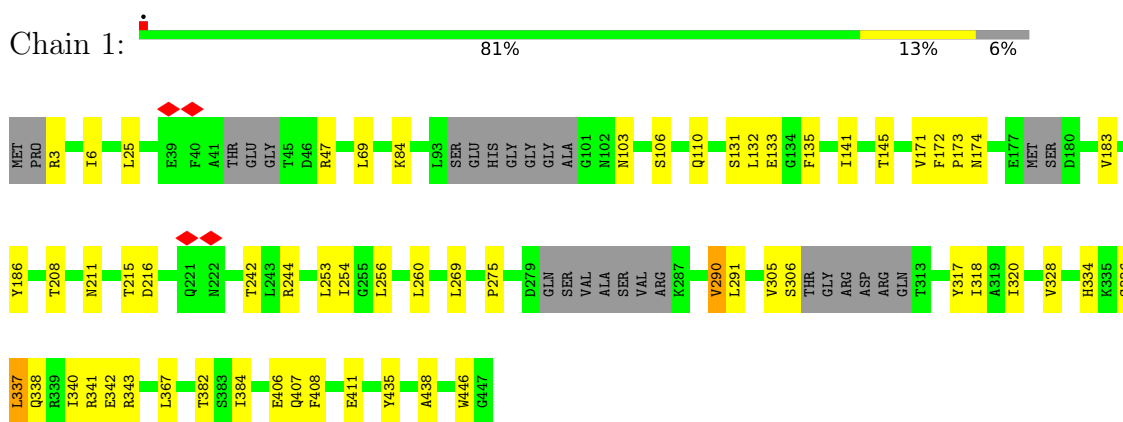 Chain 1:
81% 13% 6%
MET PRO R3 I6 L25 E39 F40 A41 THR GLU GLY T45 D46 R47 L69 K84 L93 SER GLU HIS GLY GLY GLY ALA G101 N102 N103 S106 Q110 S131 L132 E133 G134 F135 I141 T145 V171 F172 P173 N174 E177 MET SER D180 V183
Y186 T208 N211 T215 D216 Q221 N222 T242 L243 R244 L253 I254 G255 L256 L260 L269 P275 D279 GLN SER VAL ALA SER VAL ARG K287 V290 L291 V305 S306 THR GLY ARG ASP ARG GLN T313 Y317 I318 A319 I320 V328 H334 K335
L337 Q338 R339 I340 R341 E342 R343 L367 T382 S383 I384 E406 Q407 F408 E411 Y435 A438 W446 G447